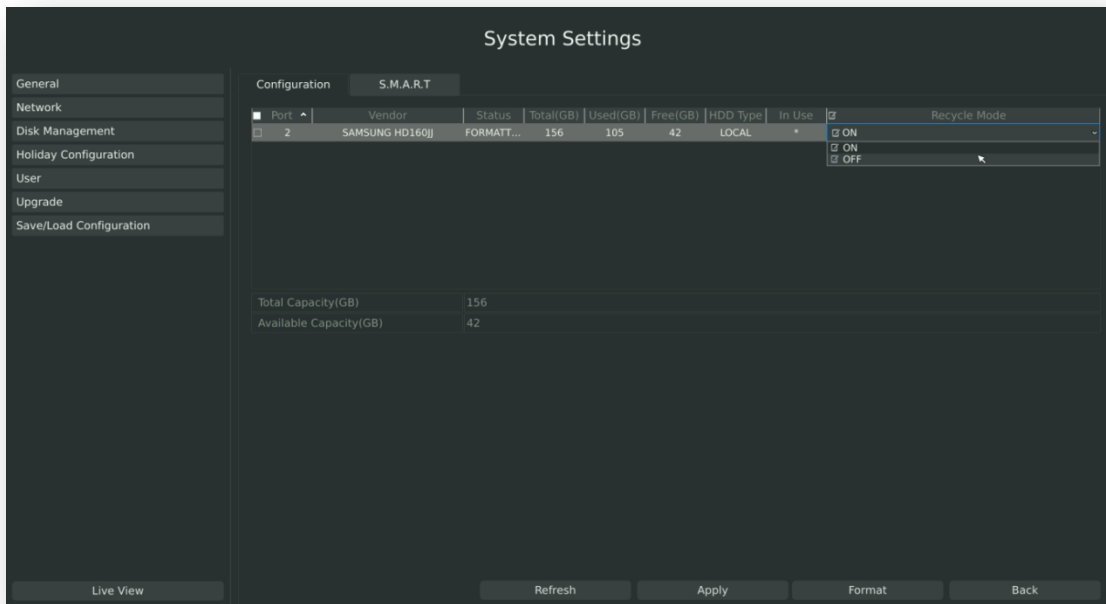 System Settings
General
Network
Disk Management
Holiday Configuration
User
Upgrade
Save/Load Configuration
Live View
Configuration S.M.A.R.T
Port Vendor Status Total(GB) Used(GB) Free(GB) HDD Type In Use Recycle Mode
2 SAMSUNG HD160JJ FORMATT... 156 105 42 LOCAL * ON
ON
OFF
Total Capacity(GB) 156
Available Capacity(GB) 42
Refresh Apply Format Back